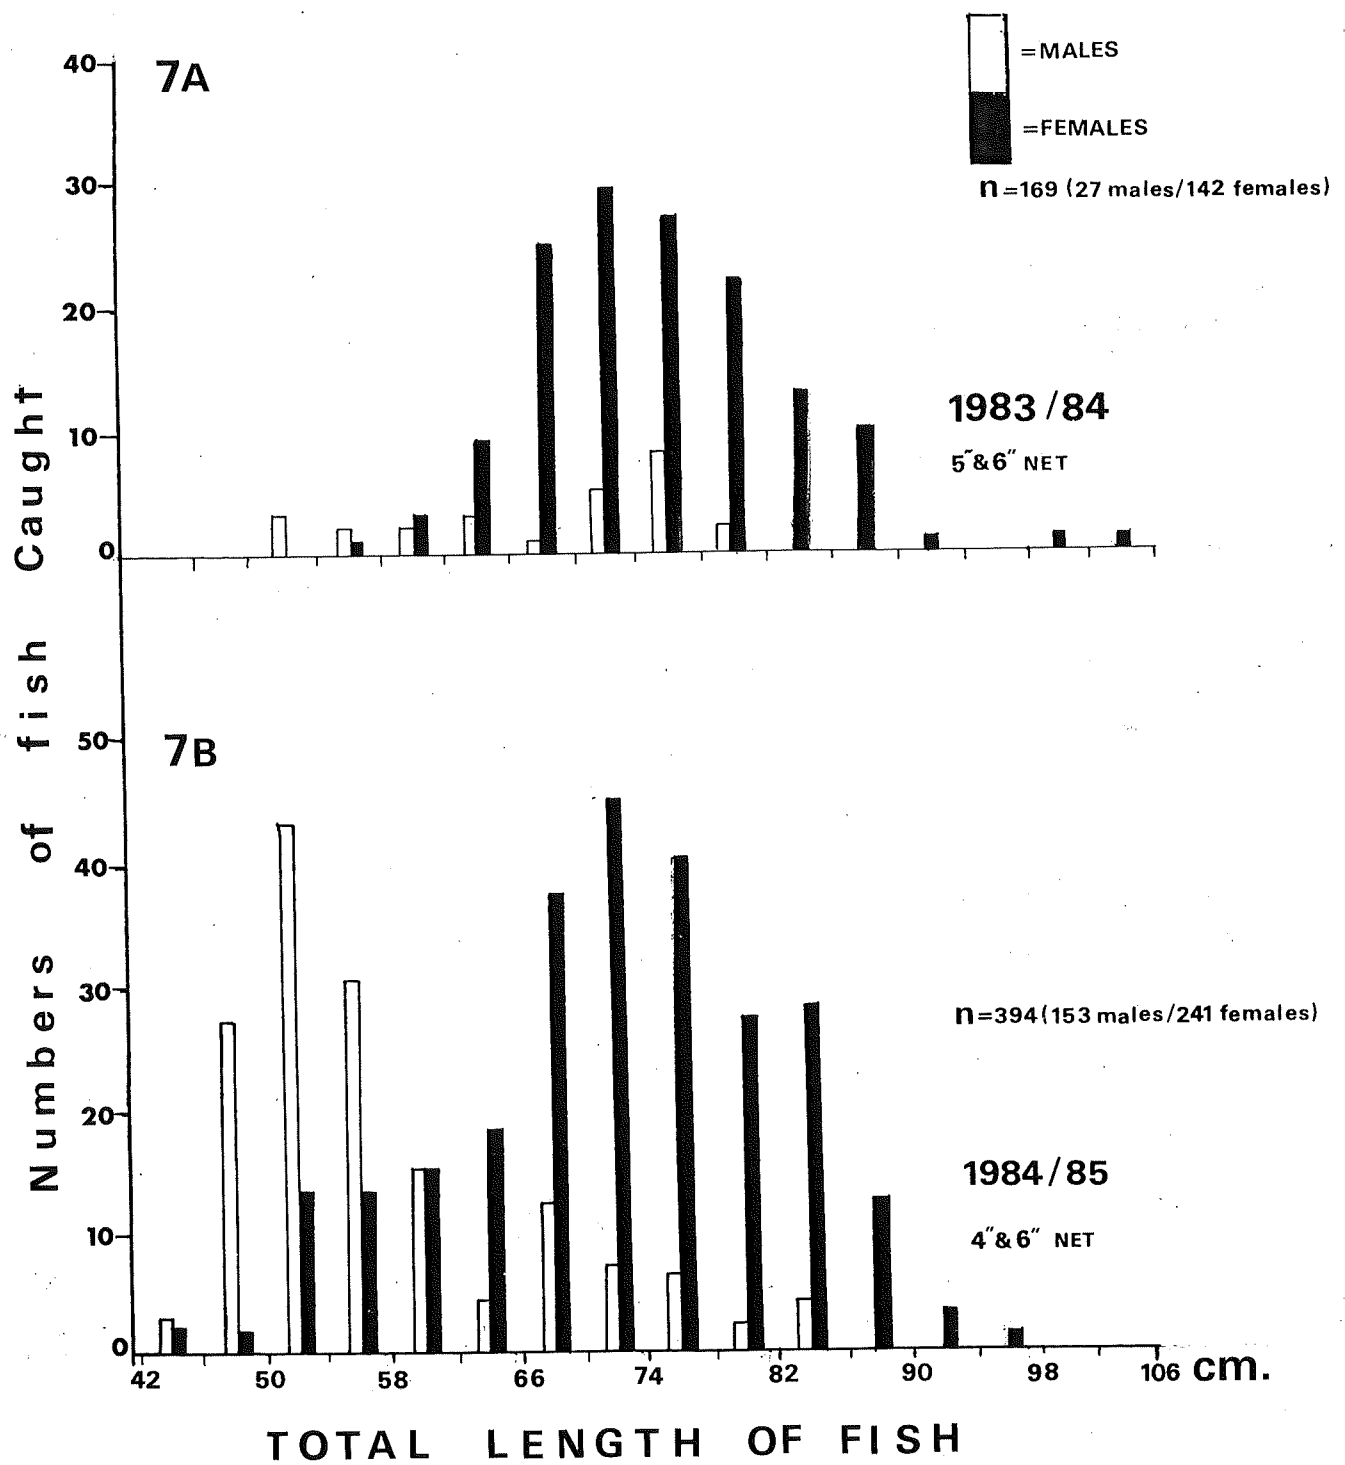 7A
=MALES
=FEMALES
n=169 (27 males/142 females)
40
30
20
10
0
1983/84
5"&6" NET
Numbers of fish Caught
7B
50
40
30
20
10
0
n=394(153 males/241 females)
1984/85
4"&6" NET
42 50 58 66 74 82 90 98 106 cm.
TOTAL LENGTH OF FISH